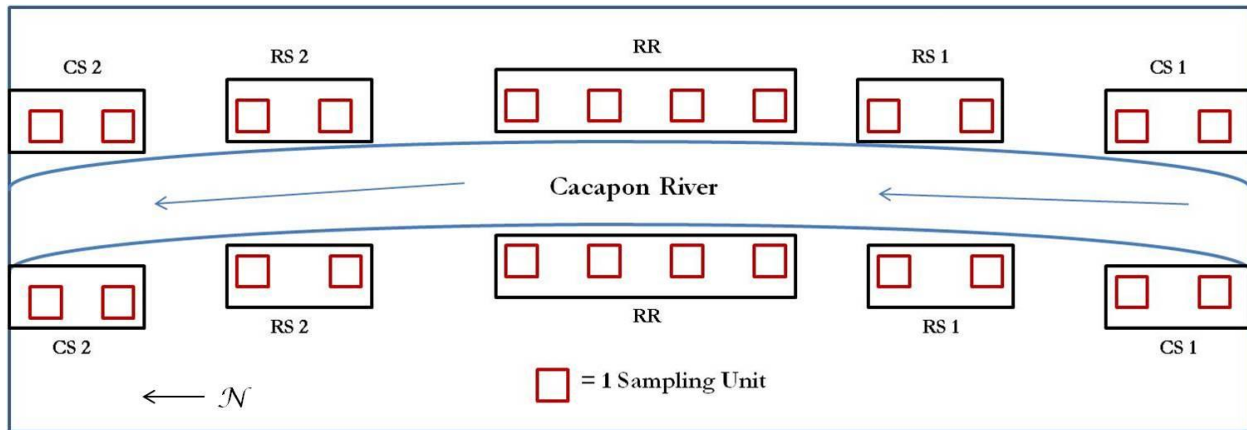 CS 2
RS 2
RR
RS 1
CS 1
Cacapon River
CS 2
RS 2
RR
RS 1
CS 1
N
= 1 Sampling Unit